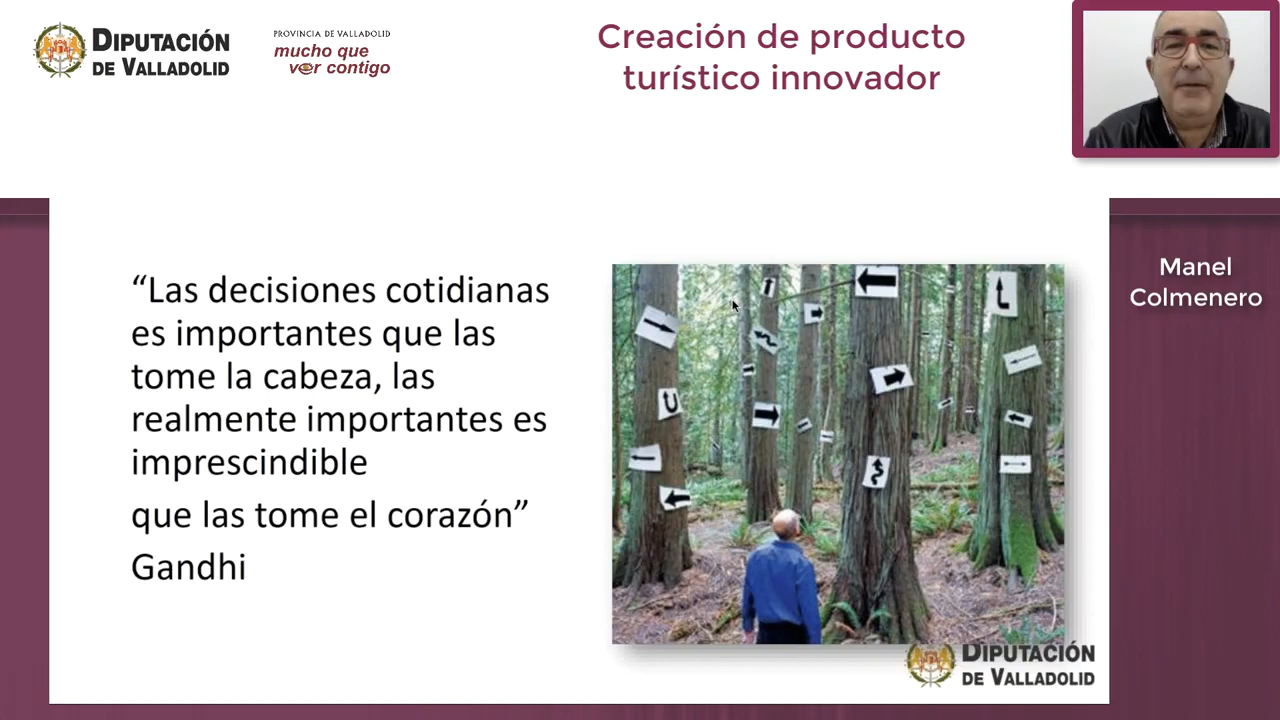 DIPUTACIÓN
DE VALLADOLID
PROVINCIA DE VALLADOLID
mucho que
ver contigo
Creación de producto
turístico innovador
Manel
Colmenero
“Las decisiones cotidianas
es importantes que las
tome la cabeza, las
realmente importantes es
imprescindible
que las tome el corazón”
Gandhi
DIPUTACIÓN
DE VALLADOLID